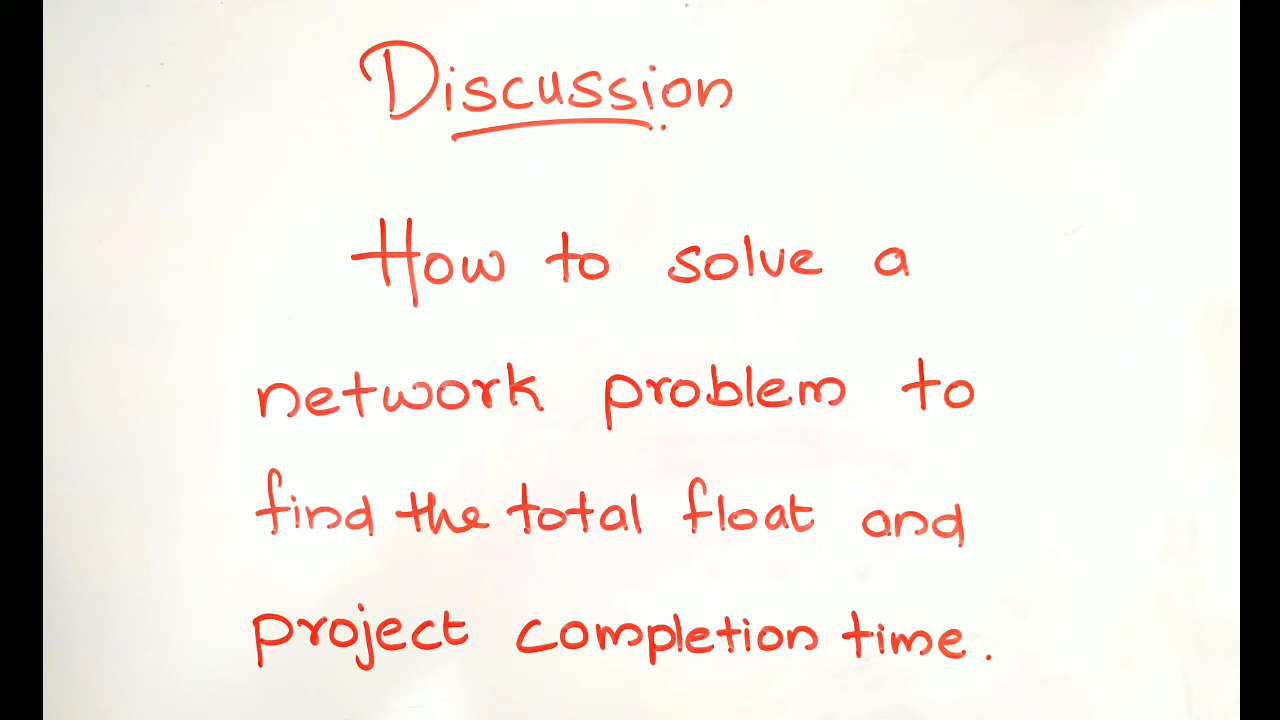 Discussion
How to solve a
network problem to
find the total float and
project completion time.